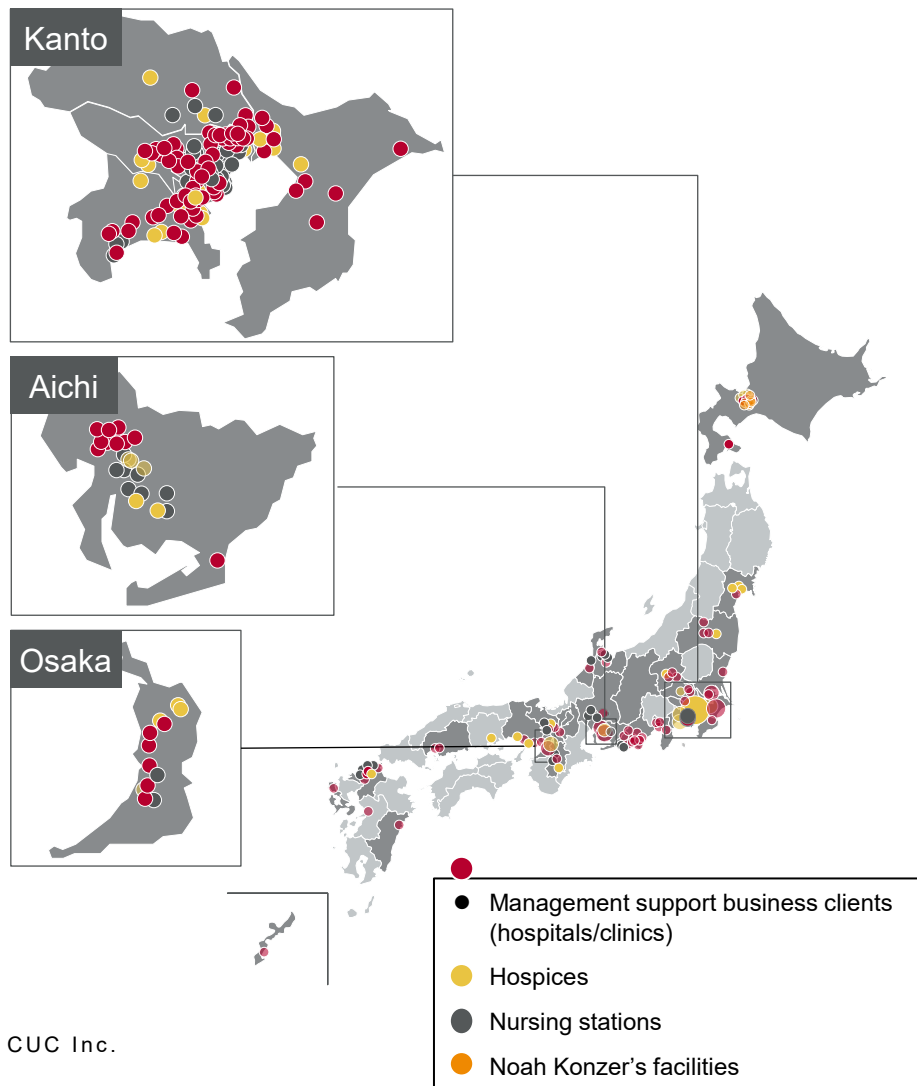 Kanto
Aichi
Osaka
• Management support business clients
(hospitals/clinics)
Hospices
Nursing stations
Noah Konzer’s facilities
CUC Inc.